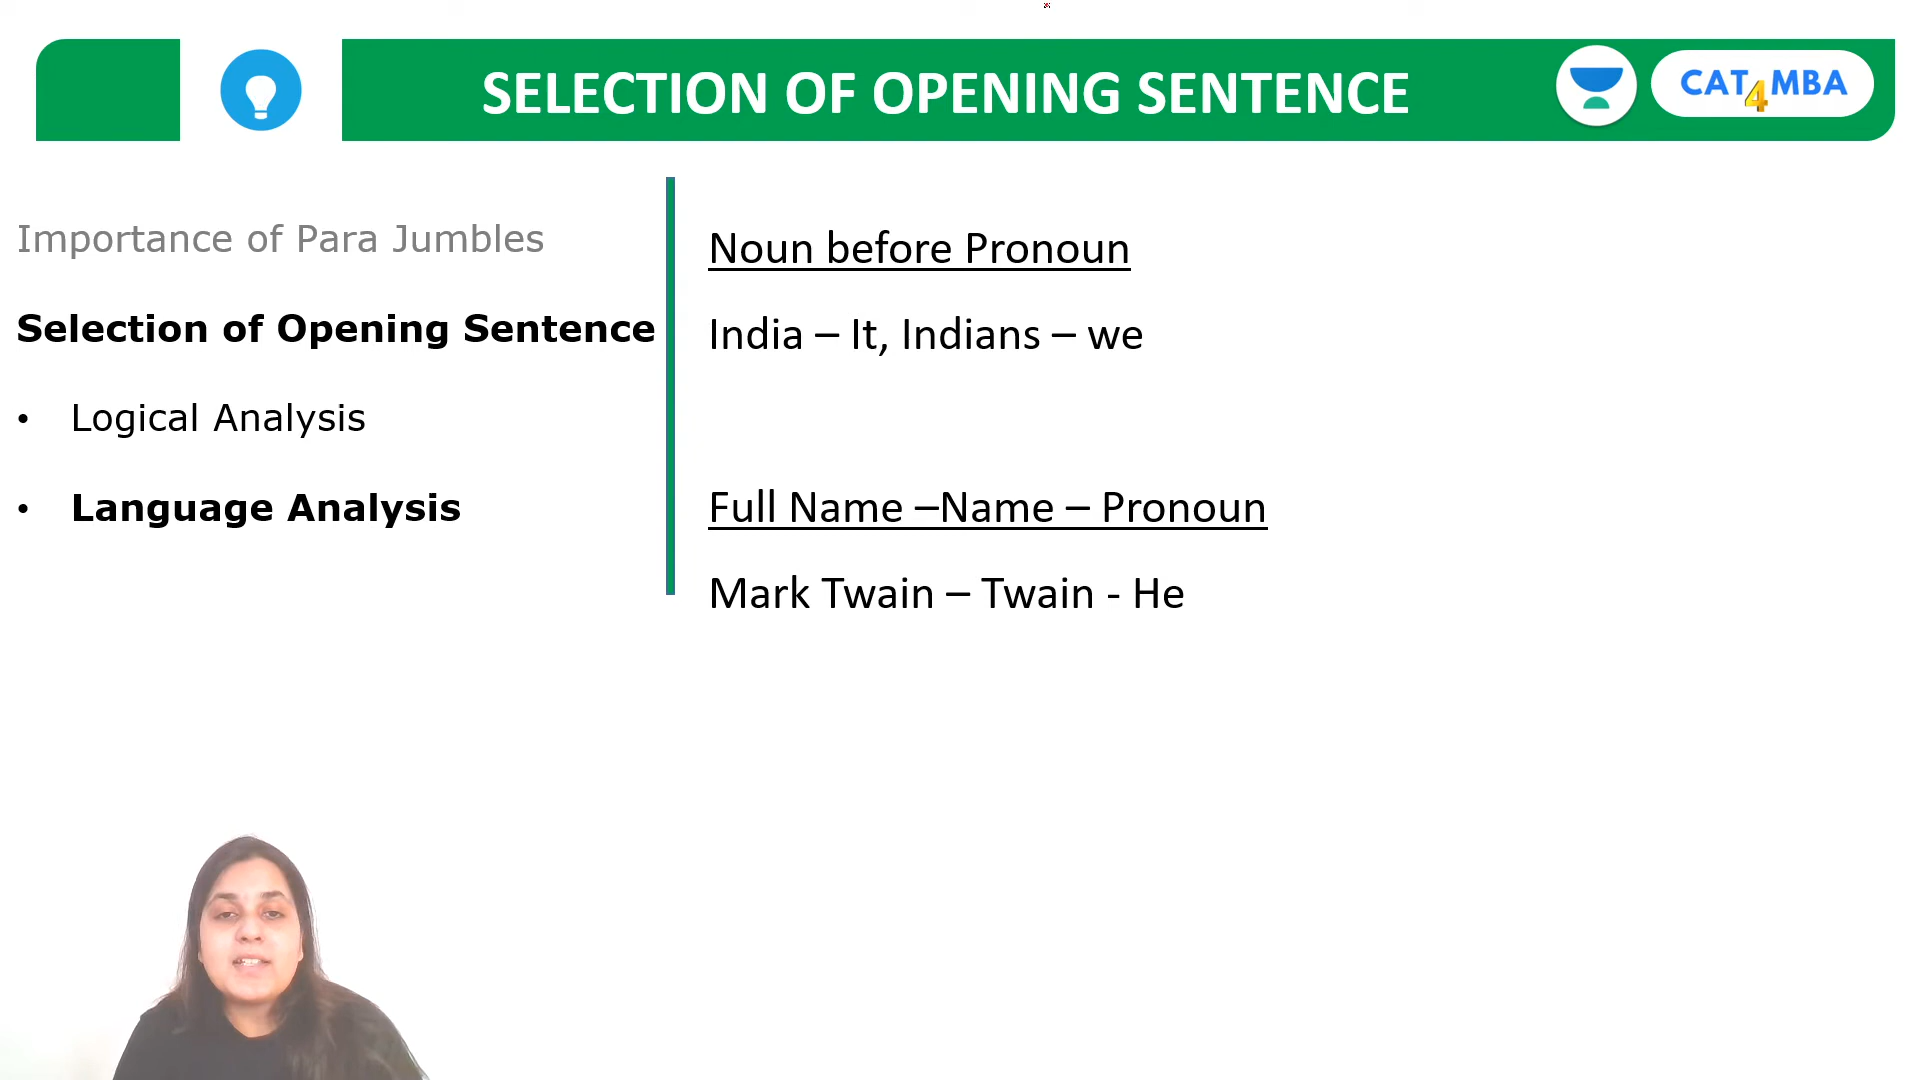 SELECTION OF OPENING SENTENCE
CAT4MBA
Importance of Para Jumbles
Selection of Opening Sentence
• Logical Analysis
• Language Analysis
Noun before Pronoun
India – It, Indians – we
Full Name –Name – Pronoun
Mark Twain – Twain - He